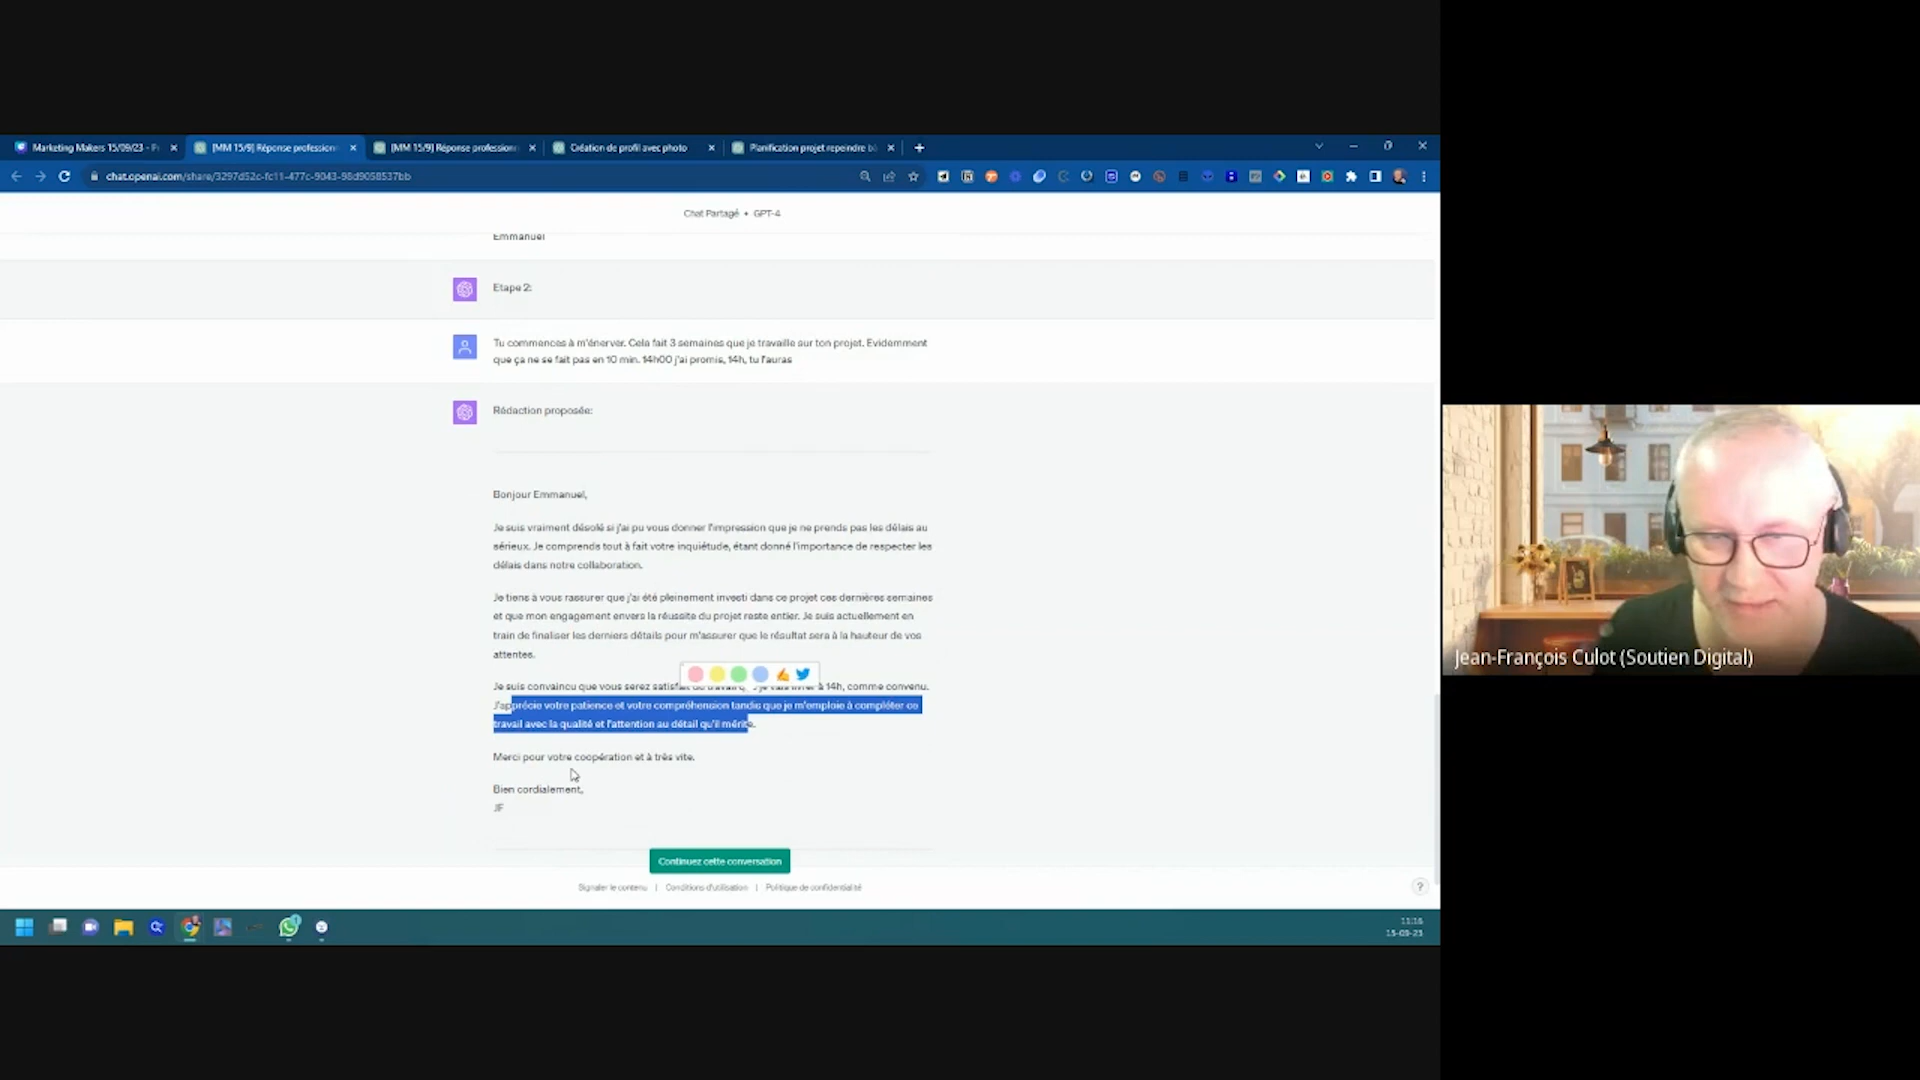 Marketing Makers 15/09/23 - P
[MM 15/9] Réponse profession
[MM 15/9] Réponse profession
Création de profil avec photo
Planification projet repeindre
chat.openai.com/share/3297d52c-fc11-477c-9043-98d9058537bb
Chat Partagé • GPT-4
Emmanuel
Etape 2:
Tu commences à m'énerver. Cela fait 3 semaines que je travaille sur ton projet. Evidemment
que ça ne se fait pas en 10 min. 14h00 j'ai promis, 14h, tu l'auras
Rédaction proposée:
Bonjour Emmanuel,
Je suis vraiment désolé si j'ai pu vous donner l'impression que je ne prends pas les délais au
sérieux. Je comprends tout à fait votre inquiétude, étant donné l'importance de respecter les
délais dans notre collaboration.
Je tiens à vous rassurer que j'ai été pleinement investi dans ce projet ces dernières semaines
et que mon engagement envers la réussite du projet reste entier. Je suis actuellement en
train de finaliser les derniers détails pour m'assurer que le résultat sera à la hauteur de vos
attentes.
Je suis convaincu que vous serez je vais livrer à 14h, comme convenu.
J'apprécie votre patience et votre compréhension tandis que je m'emploie à compléter ce
travail avec la qualité et l'attention au détail qu'il mérite.
Merci pour votre coopération et à très vite.
Bien cordialement,
JF
Continuez cette conversation
Signaler le contenu | Conditions d'utilisation | Politique de confidentialité
?
11:16
15-09-23
Jean-François Culot (Soutien Digital)